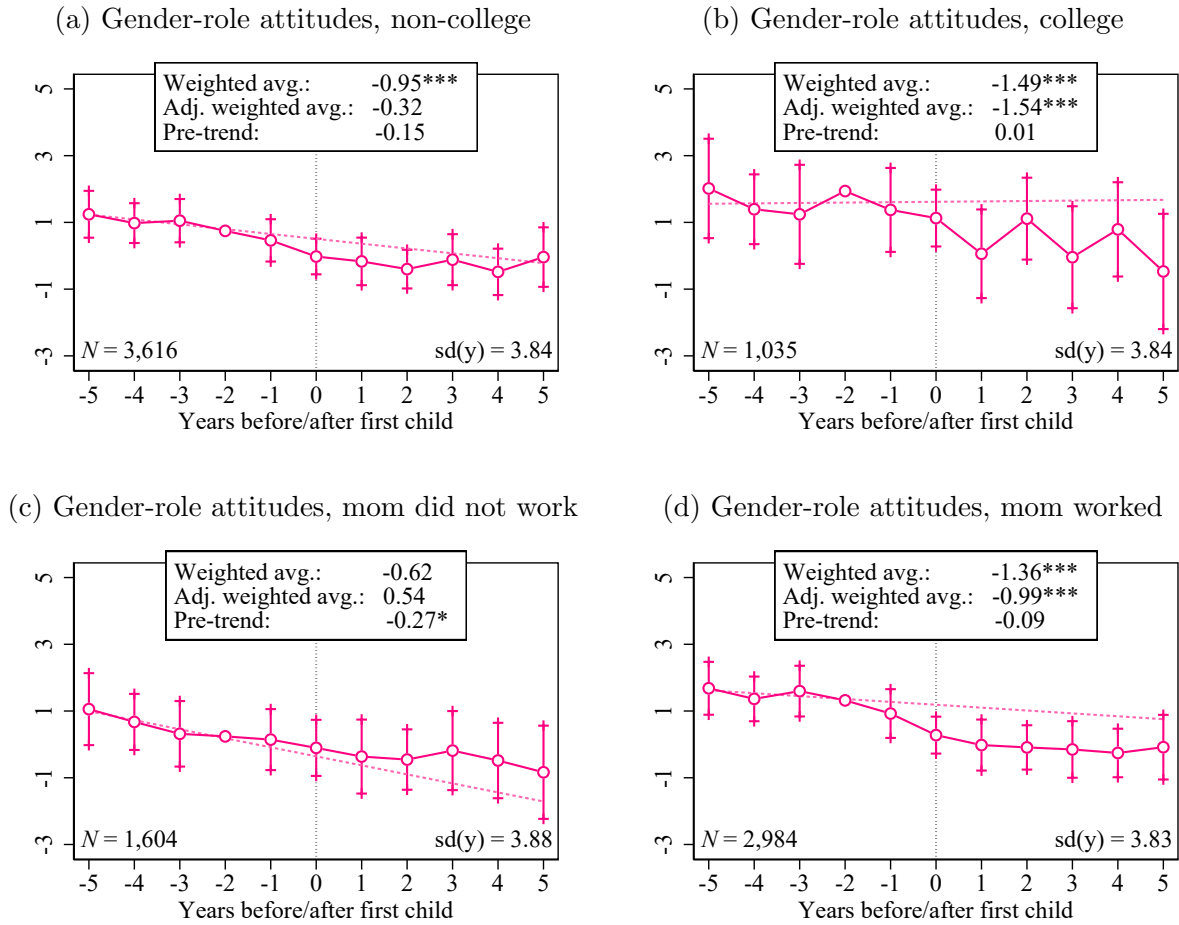 (a) Gender-role attitudes, non-college
Weighted avg.: -0.95***
Adj. weighted avg.: -0.32
Pre-trend: -0.15
5
3
1
-1
-3
N = 3,616 sd(y) = 3.84
-5 -4 -3 -2 -1 0 1 2 3 4 5
Years before/after first child
(b) Gender-role attitudes, college
Weighted avg.: -1.49***
Adj. weighted avg.: -1.54***
Pre-trend: 0.01
5
3
1
-1
-3
N = 1,035 sd(y) = 3.84
-5 -4 -3 -2 -1 0 1 2 3 4 5
Years before/after first child
(c) Gender-role attitudes, mom did not work
Weighted avg.: -0.62
Adj. weighted avg.: 0.54
Pre-trend: -0.27*
5
3
1
-1
-3
N = 1,604 sd(y) = 3.88
-5 -4 -3 -2 -1 0 1 2 3 4 5
Years before/after first child
(d) Gender-role attitudes, mom worked
Weighted avg.: -1.36***
Adj. weighted avg.: -0.99***
Pre-trend: -0.09
5
3
1
-1
-3
N = 2,984 sd(y) = 3.83
-5 -4 -3 -2 -1 0 1 2 3 4 5
Years before/after first child